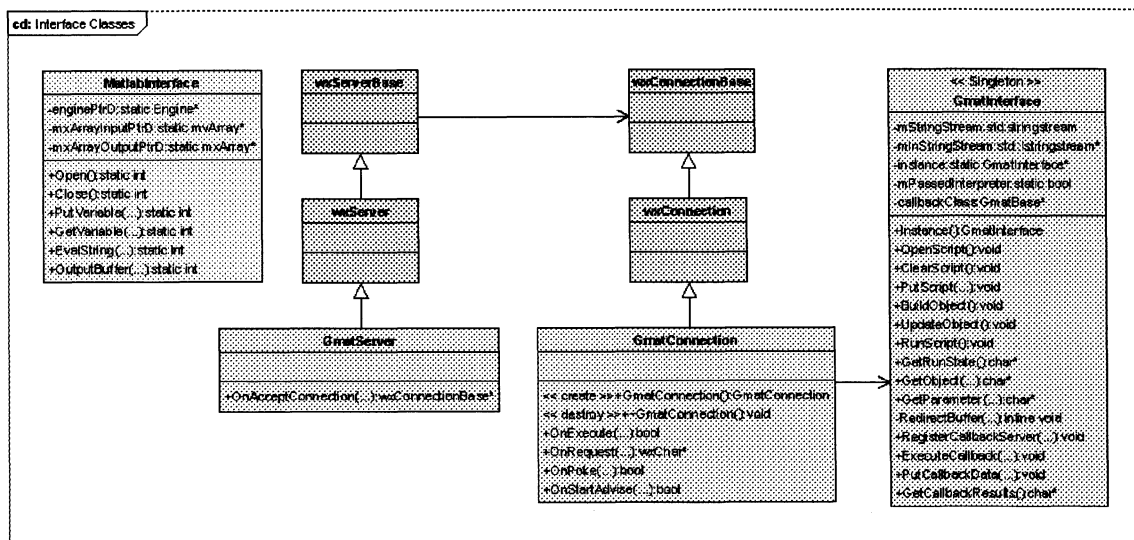 cd: Interface Classes
MatlabInterface
-enginePtrD:static Engine*
-mxArrayInputPtrD:static mxArray*
-mxArrayOutputPtrD:static mxArray*
+Open():static int
+Close():static int
+PutVariable(...):static int
+GetVariable(...):static int
+EvalString(...):static int
+OutputBuffer(...):static int
wxServerBase
wxServer
GmatServer
+OnAcceptConnection(...):wxConnectionBase*
wxConnectionBase
wxConnection
GmatConnection
<< create >>+GmatConnection():GmatConnection
<< destroy >>+~GmatConnection():void
+OnExecute(...):bool
+OnRequest(...):wxChar*
+OnPoke(...):bool
+OnStartAdvise(...):bool
<< Singleton >>
GmatInterface
-mStringStream:std:stringstream
-mInStringStream:std::istringstream*
-instance:static:GmatInterface*
-mPassedInterpreter:static:bool
-callbackClass:GmatBase*
+Instance():GmatInterface
+OpenScript():void
+ClearScript():void
+PutScript(...):void
+BuildObject():void
+UpdateObject():void
+RunScript():void
+GetRunState():char*
+GetObject(...):char*
+GetParameter(...):char*
-RedirectBuffer(...):inline void
+RegisterCallbackServer(...):void
+ExecuteCallback(...):void
+PutCallbackData(...):void
+GetCallbackResults():char*